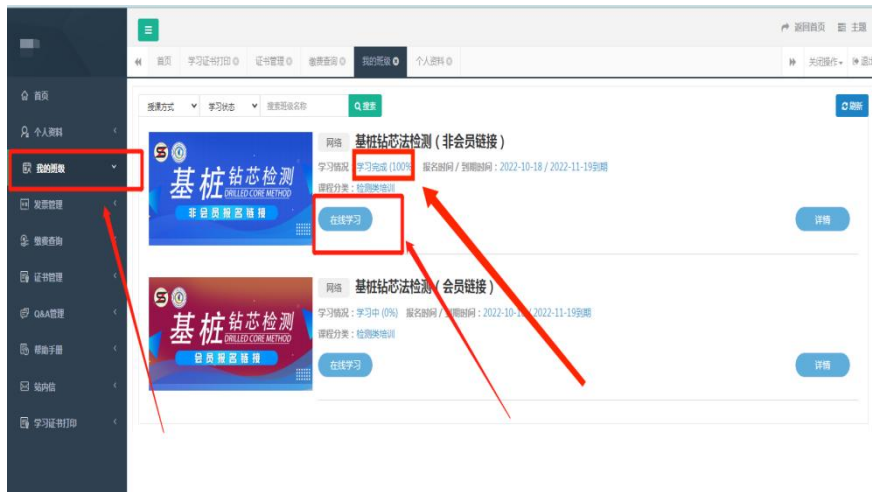 返回首页 主题
首页 学习证书打印 证书管理 缴费查询 我的班级 个人资料 关闭操作 退出
首页
个人资料
我的班级
发票管理
缴费查询
证书管理
Q&A管理
帮助手册
站内信
学习证书打印
授课方式 学习状态 搜索班级名称 搜索 刷新
基桩 钻芯检测
DRILLED CORE METHOD
非会员报名链接
网络 基桩钻芯法检测(非会员链接)
学习情况:学习完成(100% 报名时间/到期时间:2022-10-18/2022-11-19到期
课程分类:检测类培训
在线学习 详情
基桩 钻芯检测
DRILLED CORE METHOD
会员报名链接
网络 基桩钻芯法检测(会员链接)
学习情况:学习中(0%) 报名时间/到期时间:2022-10-1 /2022-11-19到期
课程分类:检测类培训
在线学习 详情